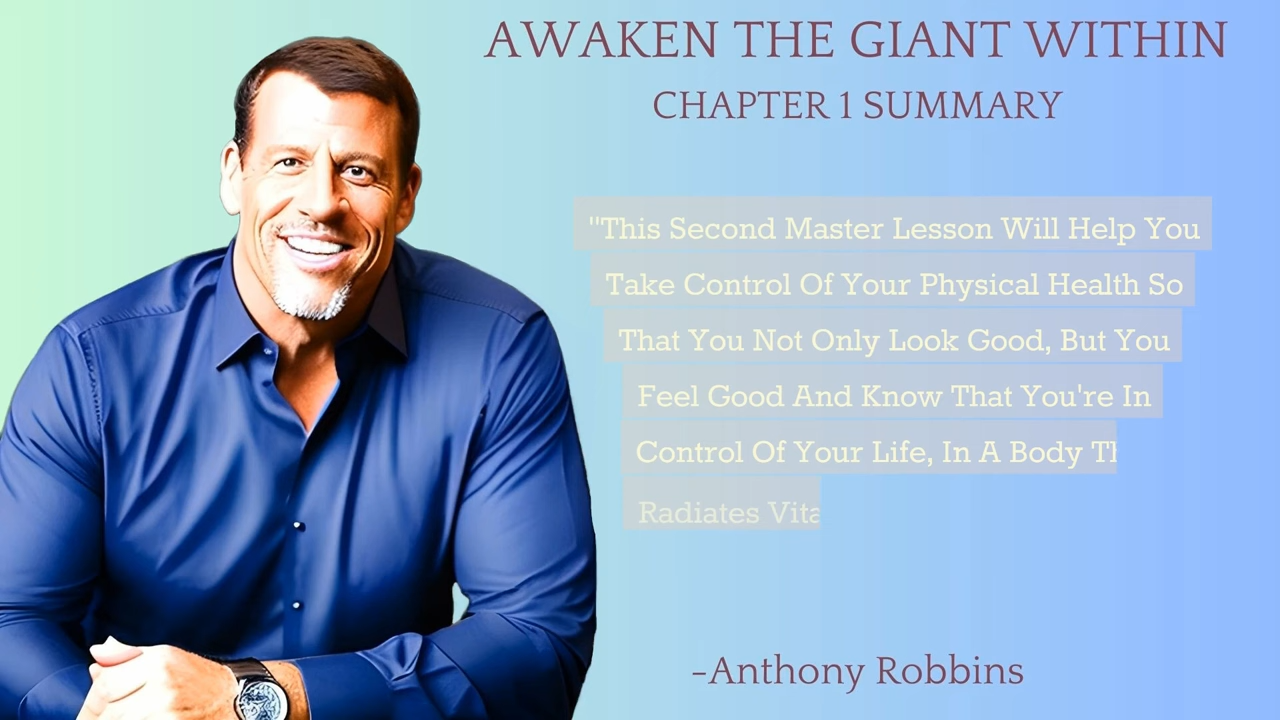 AWAKEN THE GIANT WITHIN
CHAPTER 1 SUMMARY
"This Second Master Lesson Will Help You
Take Control Of Your Physical Health So
That You Not Only Look Good, But You
Feel Good And Know That You're In
Control Of Your Life, In A Body
Radiates
-Anthony Robbins